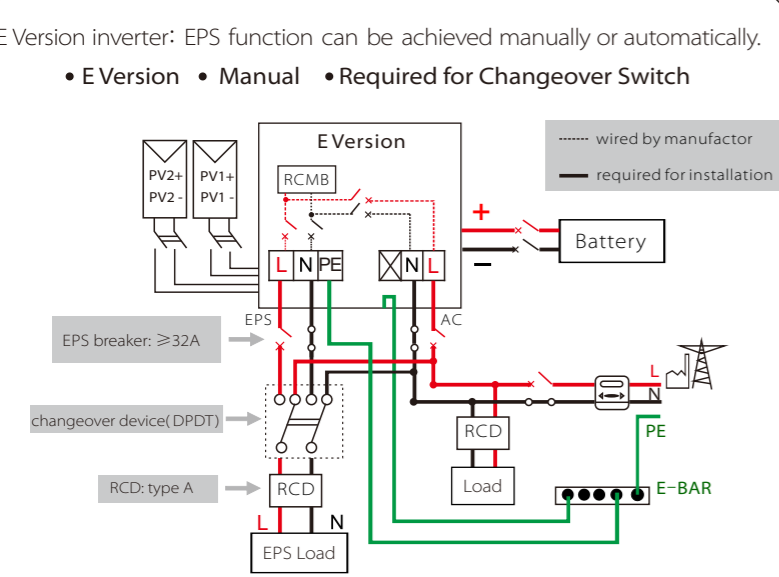 E Version inverter: EPS function can be achieved manually or automatically.
• E Version • Manual • Required for Changeover Switch
E Version
wired by manufactor
required for installation
PV2+
PV2 -
PV1+
PV1 -
RCMB
+
Battery
−
L N PE
N L
EPS
AC
EPS breaker: ≥32A
L
N
changeover device( DPDT)
RCD
PE
RCD: type A
RCD
Load
E-BAR
L
N
EPS Load